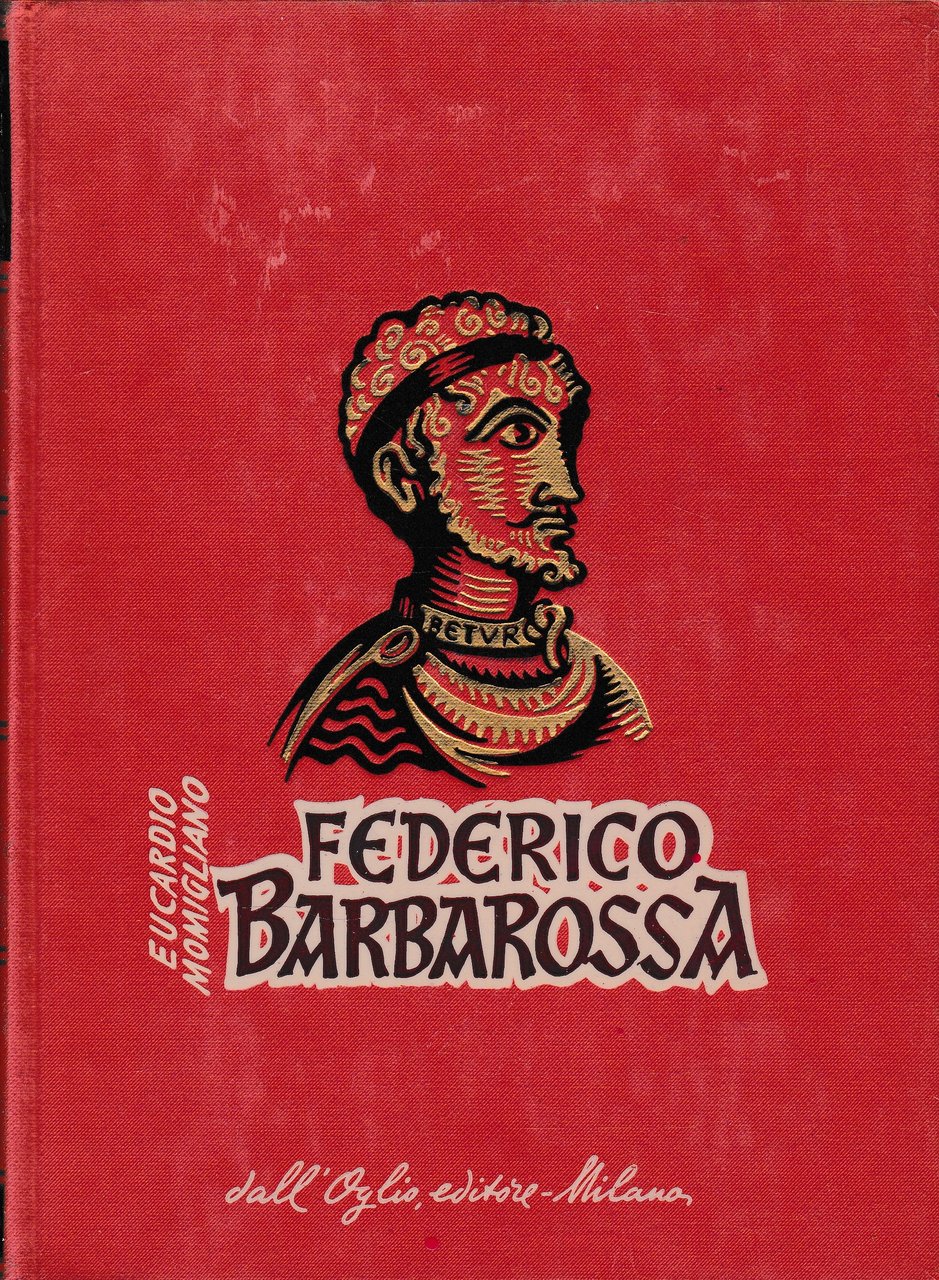 BETVR
EUCARDIO
MOMIGLIANO
FEDERICO
BARBAROSSA
dall'Oglio, editore-Milano